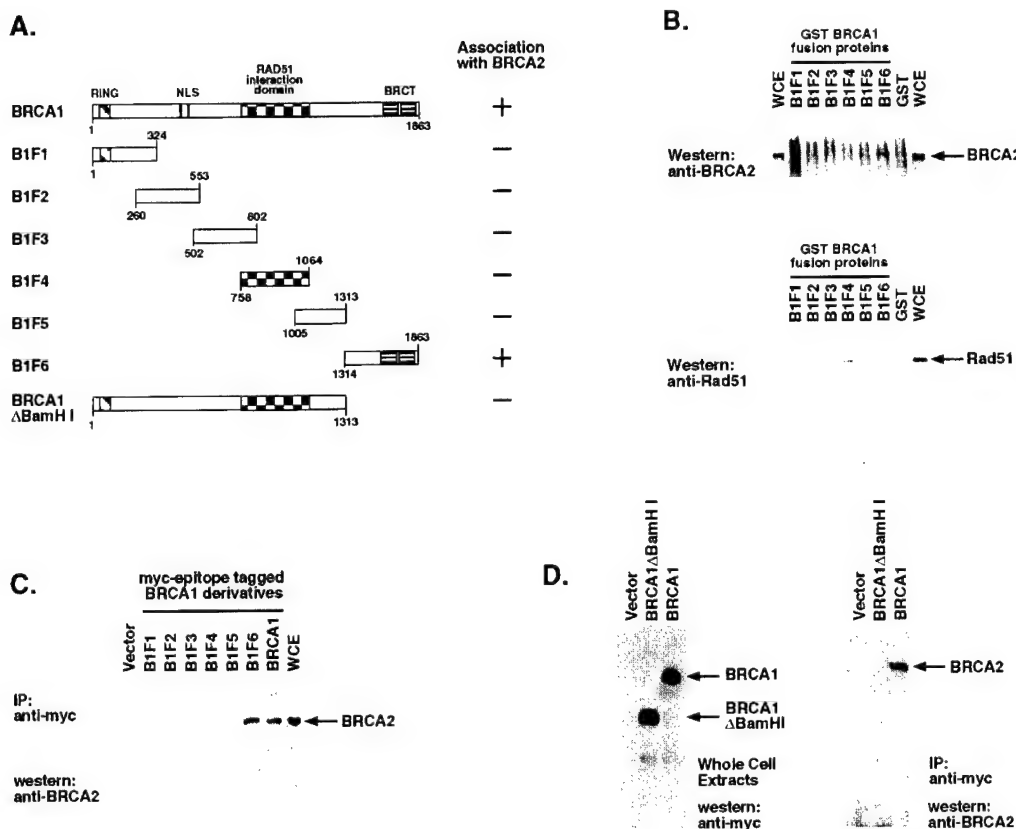 A.
Association
with BRCA2
RAD51
interaction
domain
RING
NLS
BRCT
BRCA1
+
1
1863
324
B1F1
−
1
553
B1F2
−
260
802
B1F3
−
502
1064
B1F4
−
758
1313
B1F5
−
1005
1863
B1F6
+
1314
BRCA1
ΔBamH I
−
1
1313
B.
GST BRCA1
fusion proteins
WCE
B1F1
B1F2
B1F3
B1F4
B1F5
B1F6
GST
WCE
Western:
anti-BRCA2
BRCA2
GST BRCA1
fusion proteins
B1F1
B1F2
B1F3
B1F4
B1F5
B1F6
GST
WCE
Western:
anti-Rad51
Rad51
C.
myc-epitope tagged
BRCA1 derivatives
Vector
B1F1
B1F2
B1F3
B1F4
B1F5
B1F6
BRCA1
WCE
IP:
anti-myc
BRCA2
western:
anti-BRCA2
D.
Vector
BRCA1ΔBamH I
BRCA1
BRCA1
BRCA1
ΔBamHI
Whole Cell
Extracts
western:
anti-myc
Vector
BRCA1ΔBamH I
BRCA1
BRCA2
IP:
anti-myc
western:
anti-BRCA2